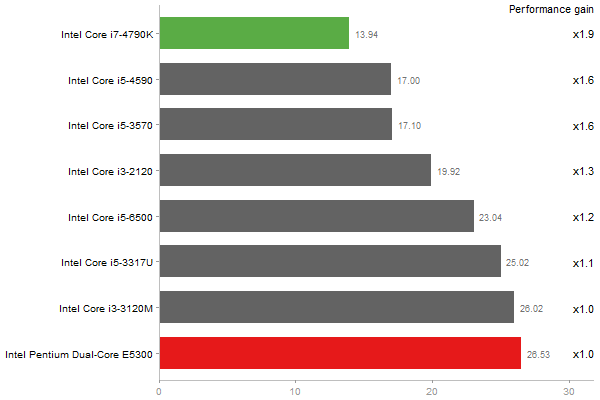 Performance gain
Intel Core i7-4790K 13.94 x1.9
Intel Core i5-4590 17.00 x1.6
Intel Core i5-3570 17.10 x1.6
Intel Core i3-2120 19.92 x1.3
Intel Core i5-6500 23.04 x1.2
Intel Core i5-3317U 25.02 x1.1
Intel Core i3-3120M 26.02 x1.0
Intel Pentium Dual-Core E5300 26.53 x1.0
0 10 20 30